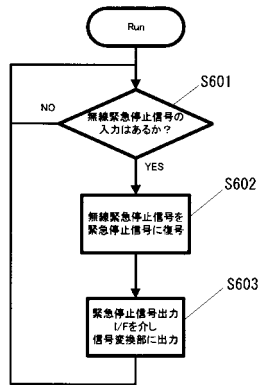 Run
S601
無線緊急停止信号の
入力はあるか?
NO
YES
S602
無線緊急停止信号を
緊急停止信号に復号
S603
緊急停止信号出力
I/Fを介し
信号変換部に出力